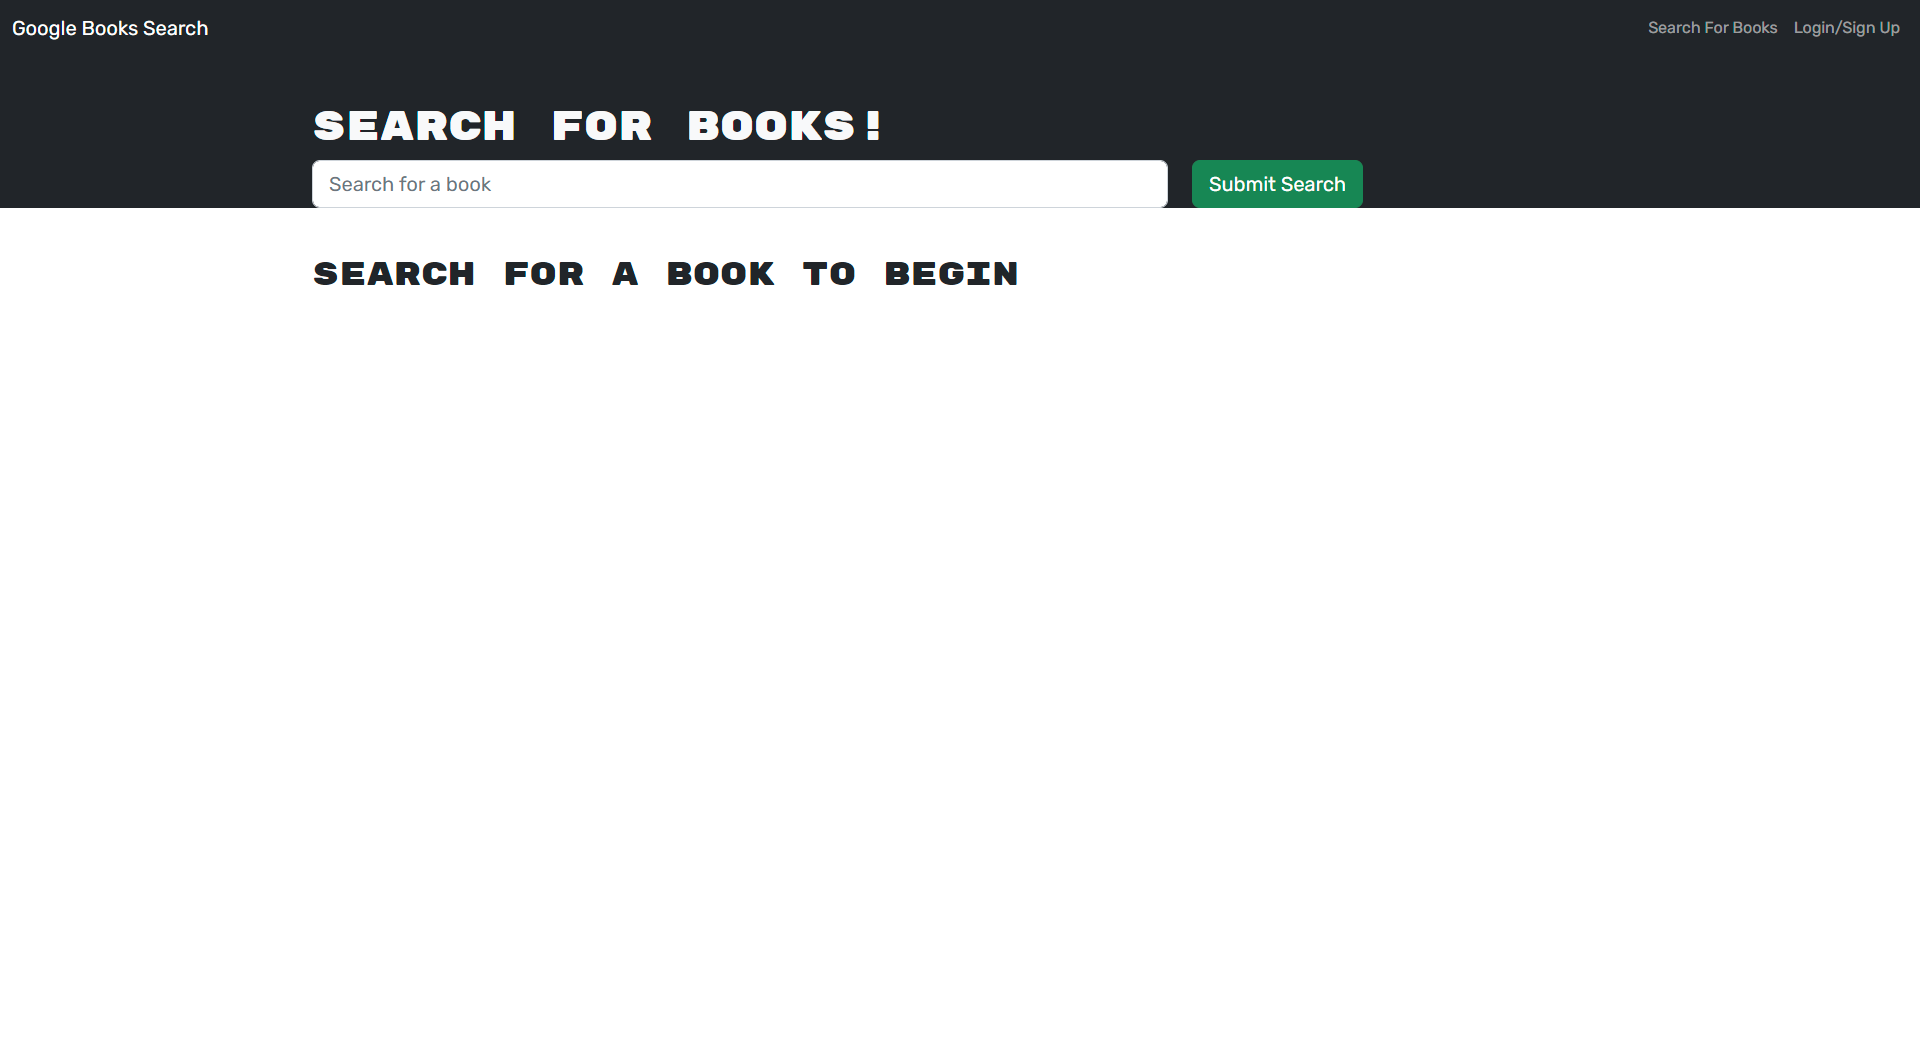 Google Books Search
Search For Books
Login/Sign Up
SEARCH FOR BOOKS!
Search for a book
Submit Search
SEARCH FOR A BOOK TO BEGIN